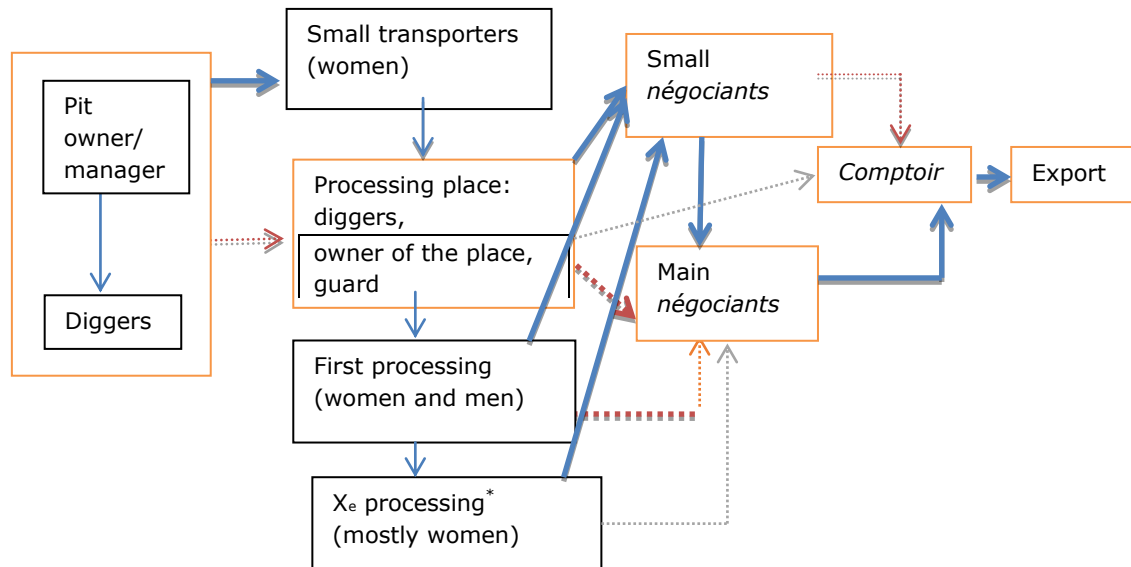 Pit
owner/
manager
Diggers
Small transporters
(women)
Processing place:
diggers,
owner of the place,
guard
First processing
(women and men)
Xe processing*
(mostly women)
Small
négociants
Main
négociants
Comptoir
Export